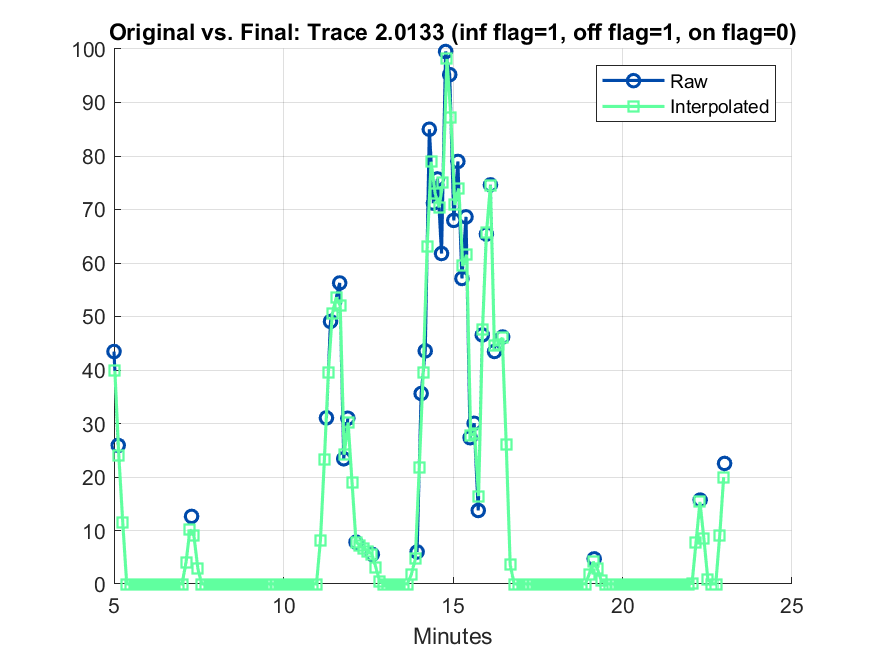 Original vs. Final: Trace 2.0133 (inf flag=1, off flag=1, on flag=0)
100
90
80
70
60
50
40
30
20
10
0
Raw
Interpolated
5 10 15 20 25
Minutes